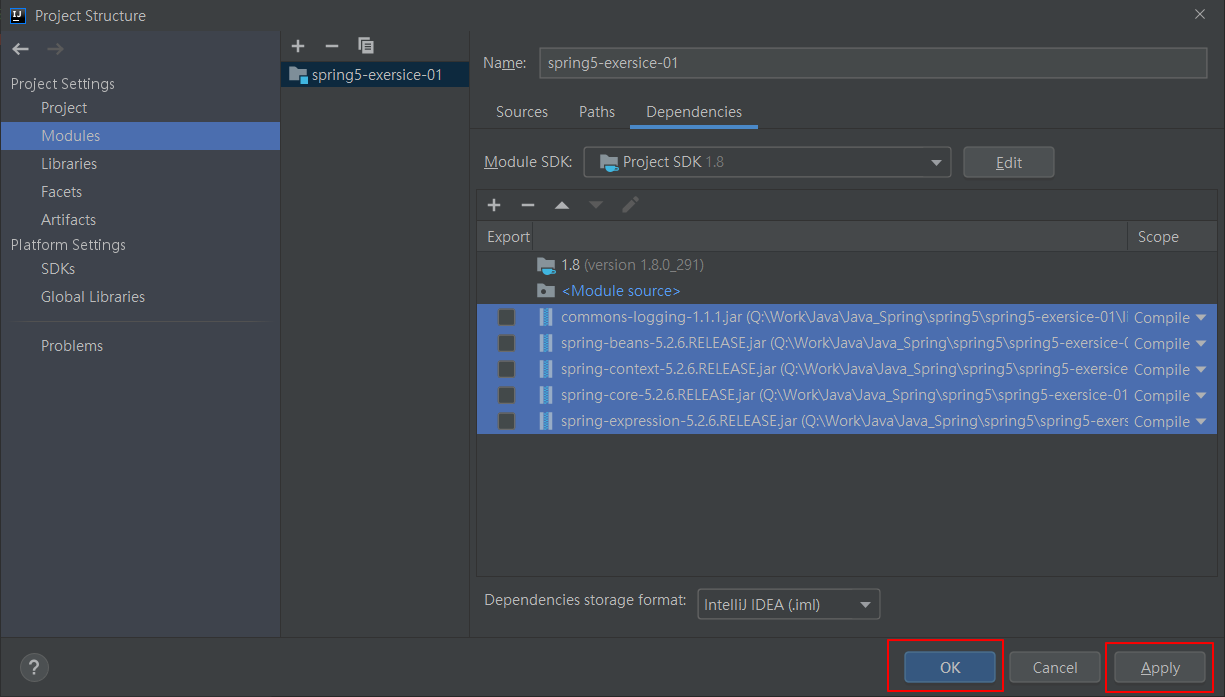 Project Structure
Project Settings
Project
Modules
Libraries
Facets
Artifacts
Platform Settings
SDKs
Global Libraries
Problems
spring5-exersice-01
Name: spring5-exersice-01
Sources Paths Dependencies
Module SDK: Project SDK 1.8 Edit
Export Scope
1.8 (version 1.8.0_291)
<Module source>
commons-logging-1.1.1.jar (Q:\Work\Java\Java_Spring\spring5\spring5-exersice-01\ Compile
spring-beans-5.2.6.RELEASE.jar (Q:\Work\Java\Java_Spring\spring5\spring5-exersice-0 Compile
spring-context-5.2.6.RELEASE.jar (Q:\Work\Java\Java_Spring\spring5\spring5-exersice Compile
spring-core-5.2.6.RELEASE.jar (Q:\Work\Java\Java_Spring\spring5\spring5-exersice-01 Compile
spring-expression-5.2.6.RELEASE.jar (Q:\Work\Java\Java_Spring\spring5\spring5-exers Compile
Dependencies storage format: IntelliJ IDEA (.iml)
? OK Cancel Apply